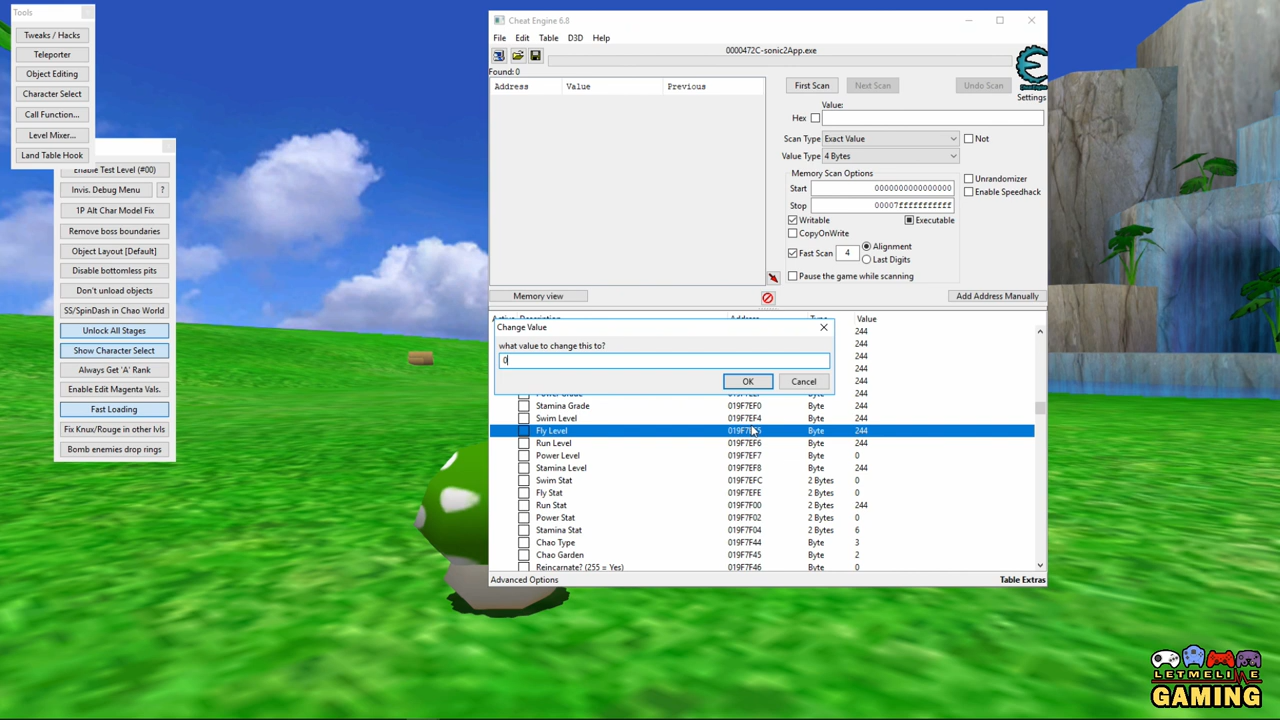 Tools
Tweaks / Hacks
Teleporter
Object Editing
Character Select
Call Function...
Level Mixer...
Land Table Hook
Enable Test Level (#00)
Invis. Debug Menu ?
1P Alt Char Model Fix
Remove boss boundaries
Object Layout [Default]
Disable bottomless pits
Don't unload objects
SS/SpinDash in Chao World
Unlock All Stages
Show Character Select
Always Get 'A' Rank
Enable Edit Magenta Vals.
Fast Loading
Fix Knux/Rouge in other lvls
Bomb enemies drop rings
Cheat Engine 6.8
File Edit Table D3D Help
0000472C-sonic2App.exe
Found: 0
Address Value Previous
First Scan Next Scan Undo Scan
Settings
Value:
Hex
Scan Type Exact Value Not
Value Type 4 Bytes
Memory Scan Options
Start 0000000000000000
Stop 00007fffffffffff
Unrandomizer
Enable Speedhack
Writable Executable
CopyOnWrite
Fast Scan 4 Alignment
Last Digits
Pause the game while scanning
Memory view Add Address Manually
Value
244
244
244
244
244
244
Change Value
what value to change this to?
0
OK Cancel
Stamina Grade 019F7EF0 Byte 244
Swim Level 019F7EF4 Byte 244
Fly Level 019F7EF5 Byte 244
Run Level 019F7EF6 Byte 244
Power Level 019F7EF7 Byte 0
Stamina Level 019F7EF8 Byte 244
Swim Stat 019F7EFC 2 Bytes 0
Fly Stat 019F7EFE 2 Bytes 0
Run Stat 019F7F00 2 Bytes 244
Power Stat 019F7F02 2 Bytes 0
Stamina Stat 019F7F04 2 Bytes 6
Chao Type 019F7F44 Byte 3
Chao Garden 019F7F45 Byte 2
Reincarnate? (255 = Yes) 019F7F46 Byte 0
Advanced Options Table Extras
LETMELIVE
GAMING